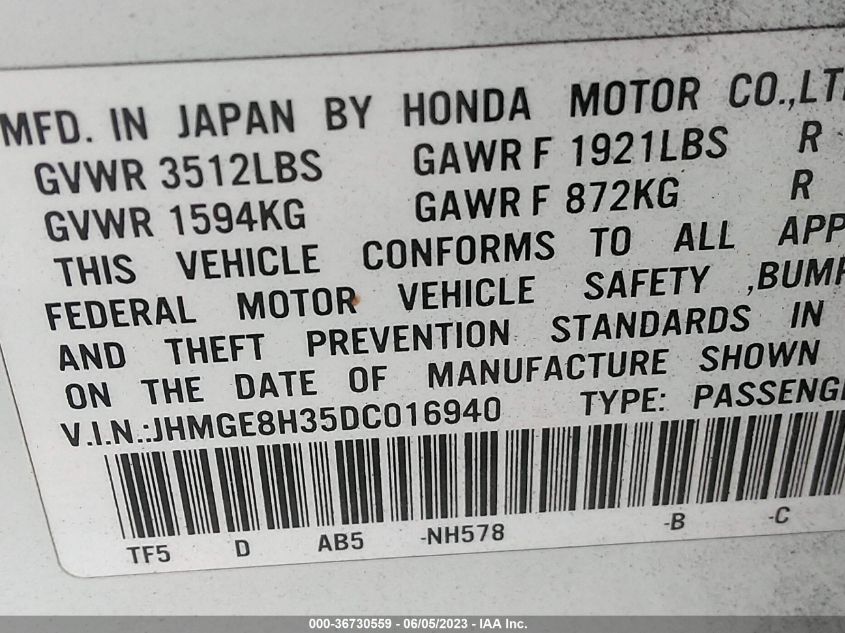 MFD. IN JAPAN BY HONDA MOTOR CO.,LT
GVWR 3512LBS GAWR F 1921LBS R
GVWR 1594KG GAWR F 872KG R
THIS VEHICLE CONFORMS TO ALL APP
FEDERAL MOTOR VEHICLE SAFETY ,BUMP
AND THEFT PREVENTION STANDARDS IN
ON THE DATE OF MANUFACTURE SHOWN
V.I.N.:JHMGE8H35DC016940 TYPE: PASSENGE
TF5 D AB5 -NH578 -B -C
000-36730559 - 06/05/2023 - IAA Inc.